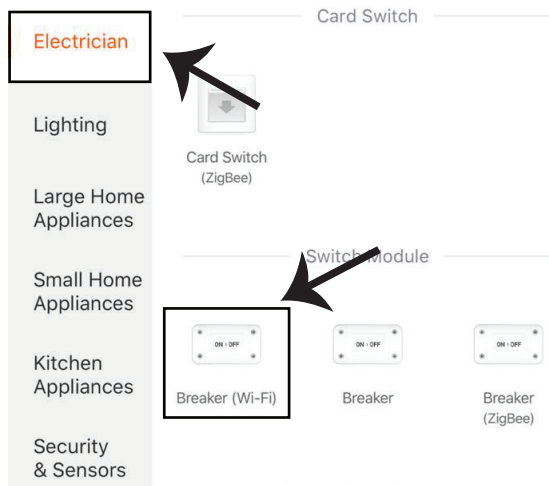 Electrician
Lighting
Large Home
Appliances
Small Home
Appliances
Kitchen
Appliances
Security
& Sensors
Card Switch
Card Switch
(ZigBee)
Switch Module
ON · OFF
Breaker (Wi-Fi)
ON · OFF
Breaker
ON · OFF
Breaker
(ZigBee)